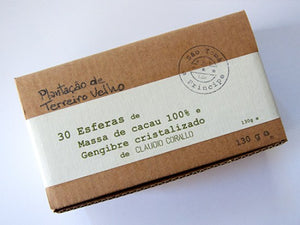 Plantação de
Terreiro Velho
São Tomé
Príncipe
30 Esferas de
Massa de cacau 100% e
Gengibre cristalizado
de CLAUDIO CORALLO
130g e
130 g e